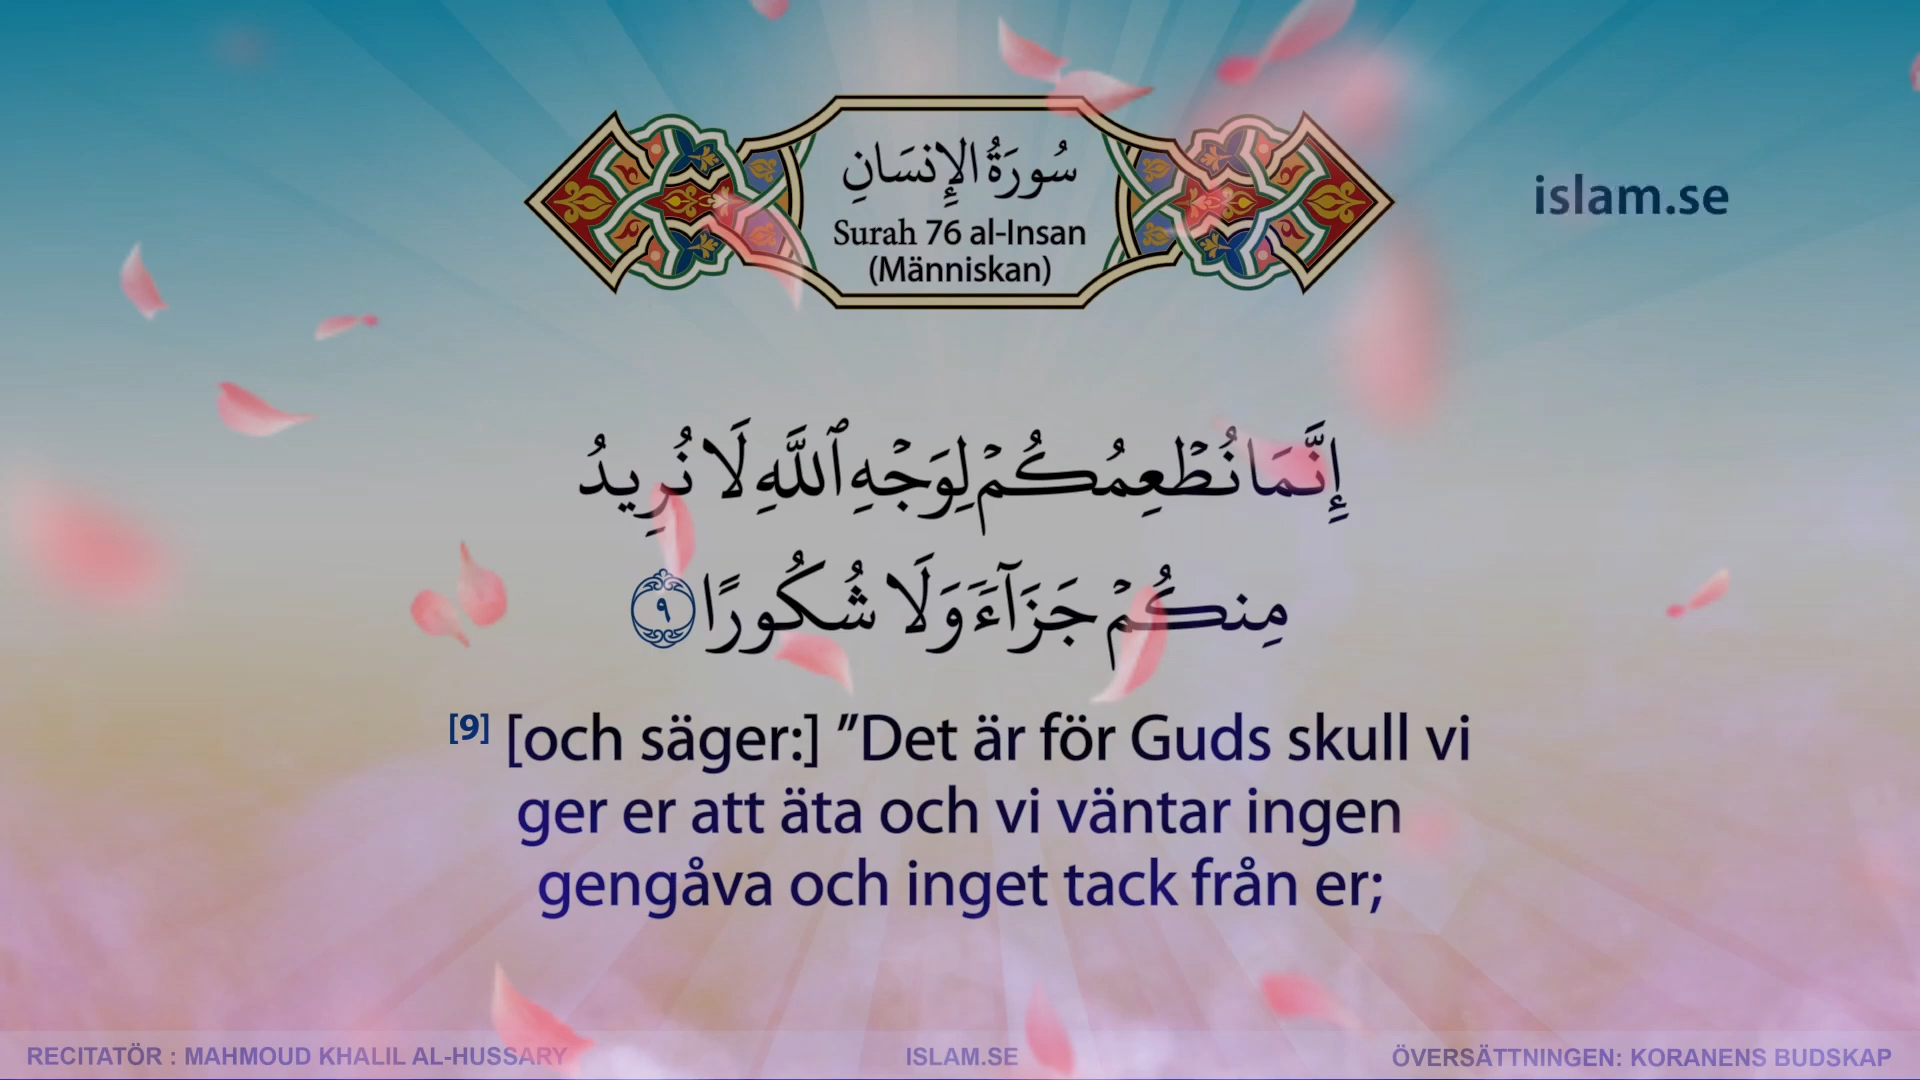 سُورَةُ الإِنسَانِ
Surah 76 al-Insan
(Människan)
islam.se
إِنَّمَا نُطۡعِمُكُمۡ لِوَجۡهِ ٱللَّهِ لَا نُرِيدُ
مِنكُمۡ جَزَآءً وَلَا شُكُورًا ٩
[9] [och säger:] ”Det är för Guds skull vi
ger er att äta och vi väntar ingen
gengåva och inget tack från er;
RECITATÖR : MAHMOUD KHALIL AL-HUSSARY
ISLAM.SE
ÖVERSÄTTNINGEN: KORANENS BUDSKAP